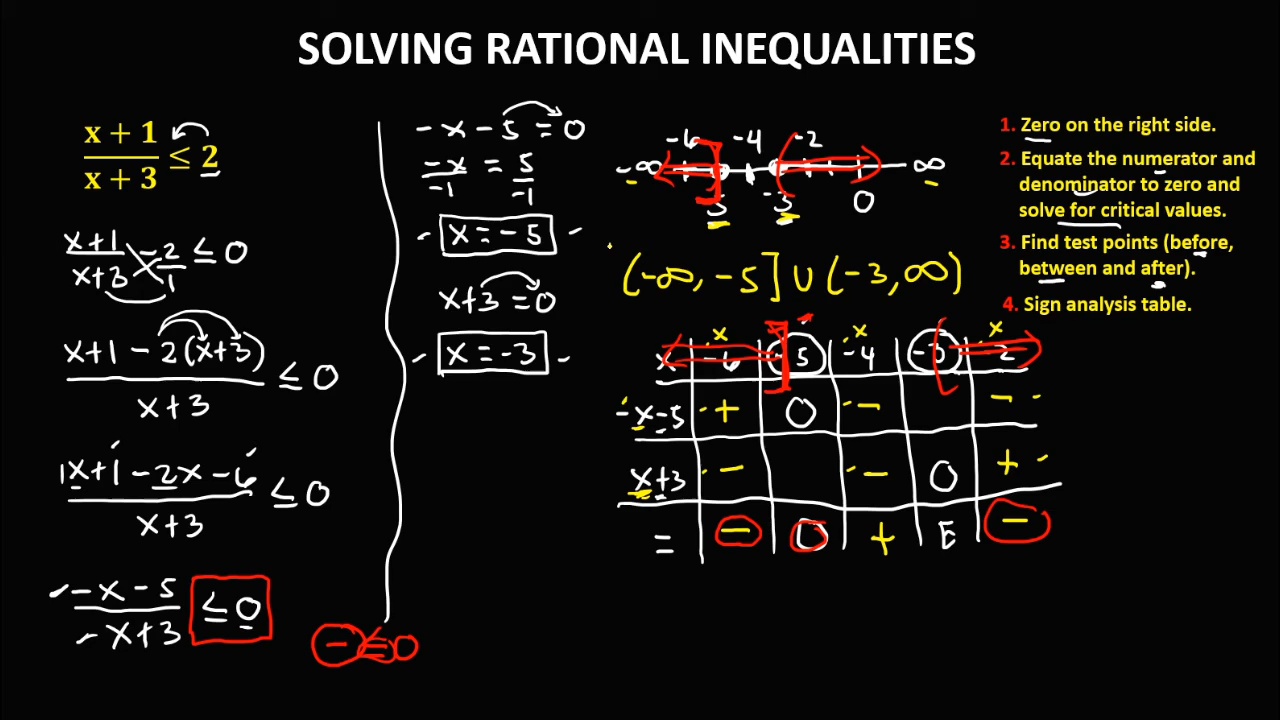 SOLVING RATIONAL INEQUALITIES
x + 1
x + 3
≤ 2
x+1
x+3
- 2
1
≤ 0
x+1 - 2(x+3)
x+3
≤ 0
1x+1 - 2x - 6
x+3
≤ 0
-x - 5
x+3
≤ 0
- ≤ 0
-x - 5 = 0
-x = 5
-1 -1
x = -5
x+3 = 0
x = -3
-6 -4 -2
-∞ ∞
-5 -3 0
(-∞, -5] ∪ (-3, ∞)
x -6 -5 -4 -3 -2
-x-5 + 0 - -
x+3 - - 0 +
= - 0 + E -
1. Zero on the right side.
2. Equate the numerator and
denominator to zero and
solve for critical values.
3. Find test points (before,
between and after).
4. Sign analysis table.